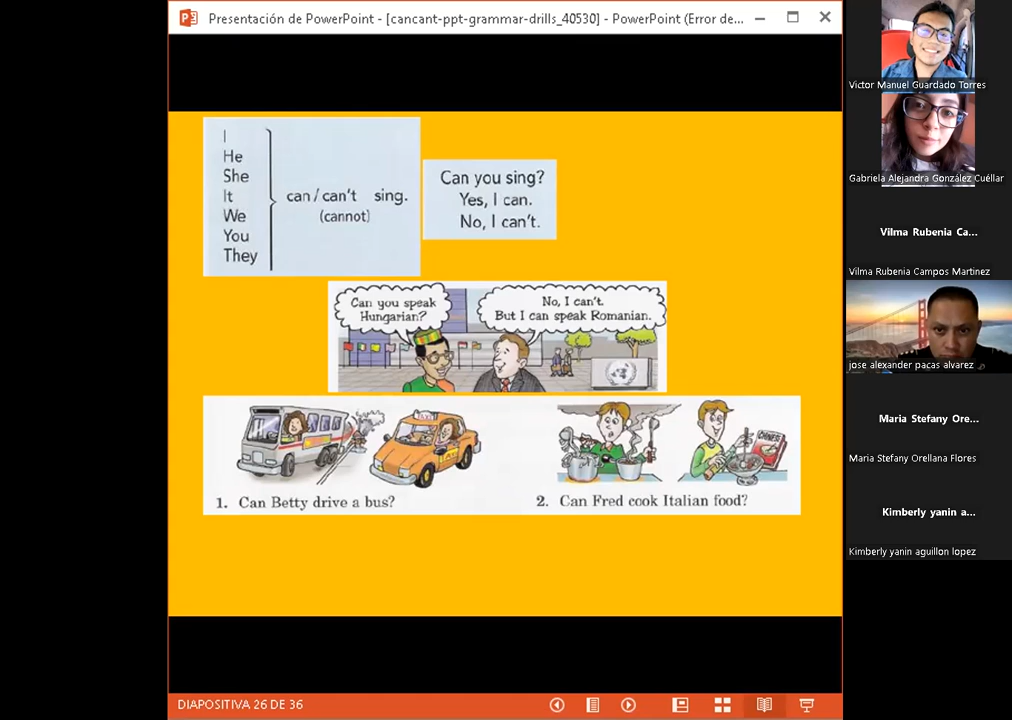 Presentación de PowerPoint - [cancant-ppt-grammar-drills_40530] - PowerPoint (Error de...
I
He
She
It
We
You
They
can / can't sing.
(cannot)
Can you sing?
Yes, I can.
No, I can't.
Can you speak
Hungarian?
No, I can't.
But I can speak Romanian.
TAXI
CHINESE
1. Can Betty drive a bus?
2. Can Fred cook Italian food?
DIAPOSITIVA 26 DE 36
Victor Manuel Guardado Torres
Gabriela Alejandra González Cuéllar
Vilma Rubenia Ca...
Vilma Rubenia Campos Martinez
jose alexander pacas alvarez
Maria Stefany Ore...
Maria Stefany Orellana Flores
Kimberly yanin a...
Kimberly yanin aguillon lopez